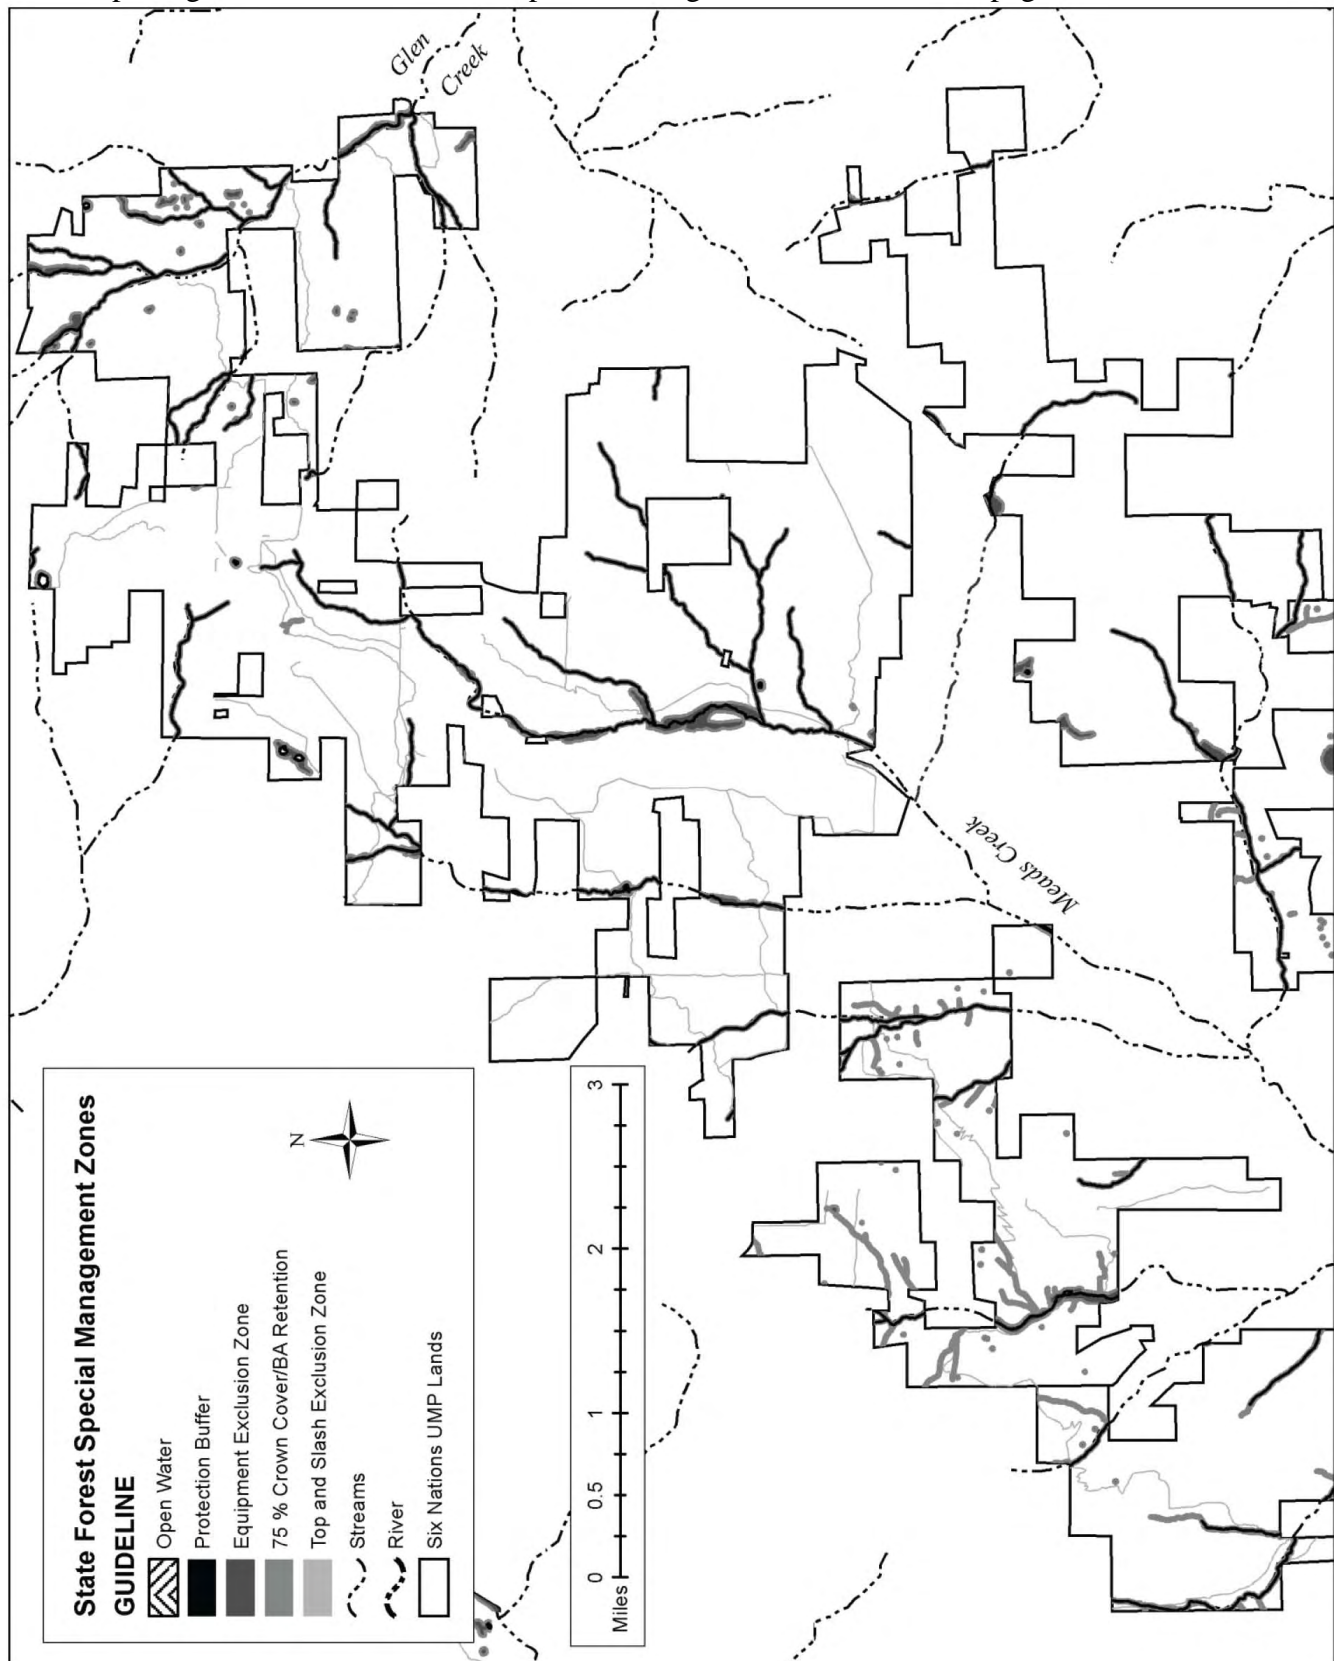 Glen
Creek
Meads Creek
State Forest Special Management Zones
GUIDELINE
Open Water
Protection Buffer
Equipment Exclusion Zone
75 % Crown Cover/BA Retention
Top and Slash Exclusion Zone
Streams
River
Six Nations UMP Lands
N
Miles 0 0.5 1 2 3